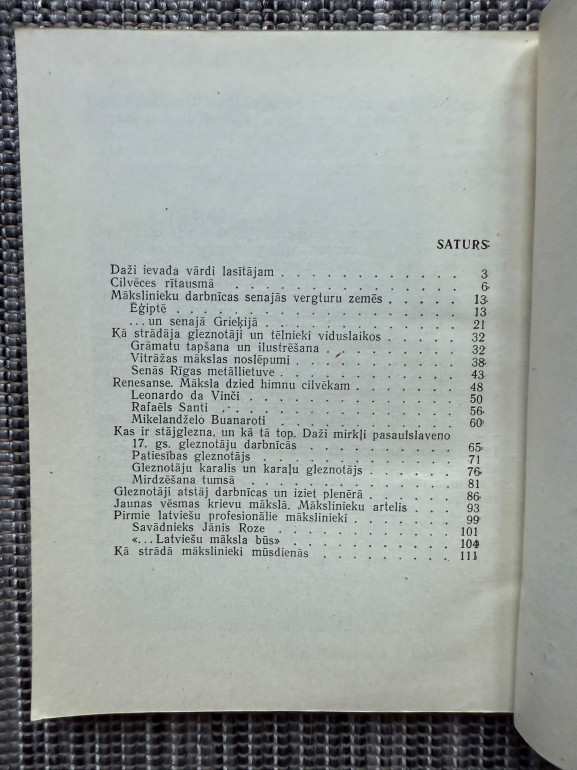 SATURS
Daži ievada vārdi lasītājam . . . . . . . . . . 3
Cilvēces rītausmā . . . . . . . . . . . . 6
Mākslinieku darbnīcas senajās vergturu zemēs . . . . . 13
Ēģiptē . . . . . . . . . . . . . . . 13
...un senajā Grieķijā . . . . . . . . . . 21
Kā strādāja gleznotāji un tēlnieki viduslaikos . . . . . 32
Grāmatu tapšana un ilustrēšana . . . . . . . . 32
Vitrāžas mākslas noslēpumi . . . . . . . . . 38
Senās Rīgas metāllietuve . . . . . . . . . . 43
Renesanse. Māksla dzied himnu cilvēkam . . . . . . 48
Leonardo da Vinči . . . . . . . . . . . 50
Rafaēls Santi . . . . . . . . . . . . . 56
Mikelandželo Buanaroti . . . . . . . . . . 60
Kas ir stājglezna, un kā tā top. Daži mirkļi pasaulslaveno
17. gs. gleznotāju darbnīcās . . . . . . . . . 65
Patiesības gleznotājs . . . . . . . . . . . 71
Gleznotāju karalis un karaļu gleznotājs . . . . . . 76
Mirdzēšana tumsā . . . . . . . . . . . . 81
Gleznotāji atstāj darbnīcas un iziet plenērā . . . . . . 86
Jaunas vēsmas krievu mākslā. Mākslinieku artelis . . . . 93
Pirmie latviešu profesionālie mākslinieki . . . . . . . 99
Savādnieks Jānis Roze . . . . . . . . . . 101
«...Latviešu māksla būs» . . . . . . . . . . 104
Kā strādā mākslinieki mūsdienās . . . . . . . . . 111